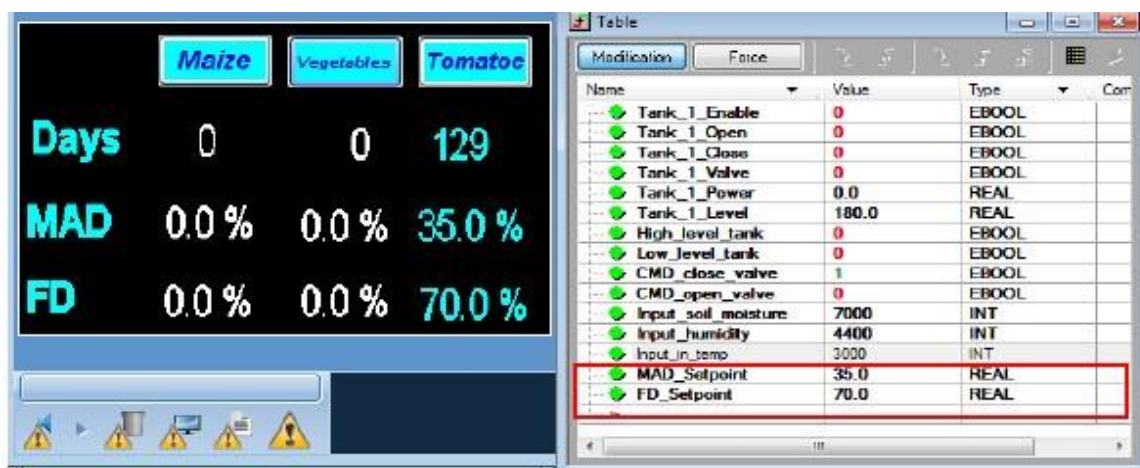 Maize Vegetables Tomatoe
Days 0 0 129
MAD 0.0 % 0.0 % 35.0 %
FD 0.0 % 0.0 % 70.0 %
Table
Modification Force
Name Value Type Com
Tank_1_Enable 0 EBOOL
Tank_1_Open 0 EBOOL
Tank_1_Close 0 EBOOL
Tank_1_Valve 0 EBOOL
Tank_1_Power 0.0 REAL
Tank_1_Level 180.0 REAL
High_level_tank 0 EBOOL
Low_level_tank 0 EBOOL
CMD_close_valve 1 EBOOL
CMD_open_valve 0 EBOOL
Input_soil_moisture 7000 INT
Input_humidity 4400 INT
Input_in_temp 3000 INT
MAD_Setpoint 35.0 REAL
FD_Setpoint 70.0 REAL